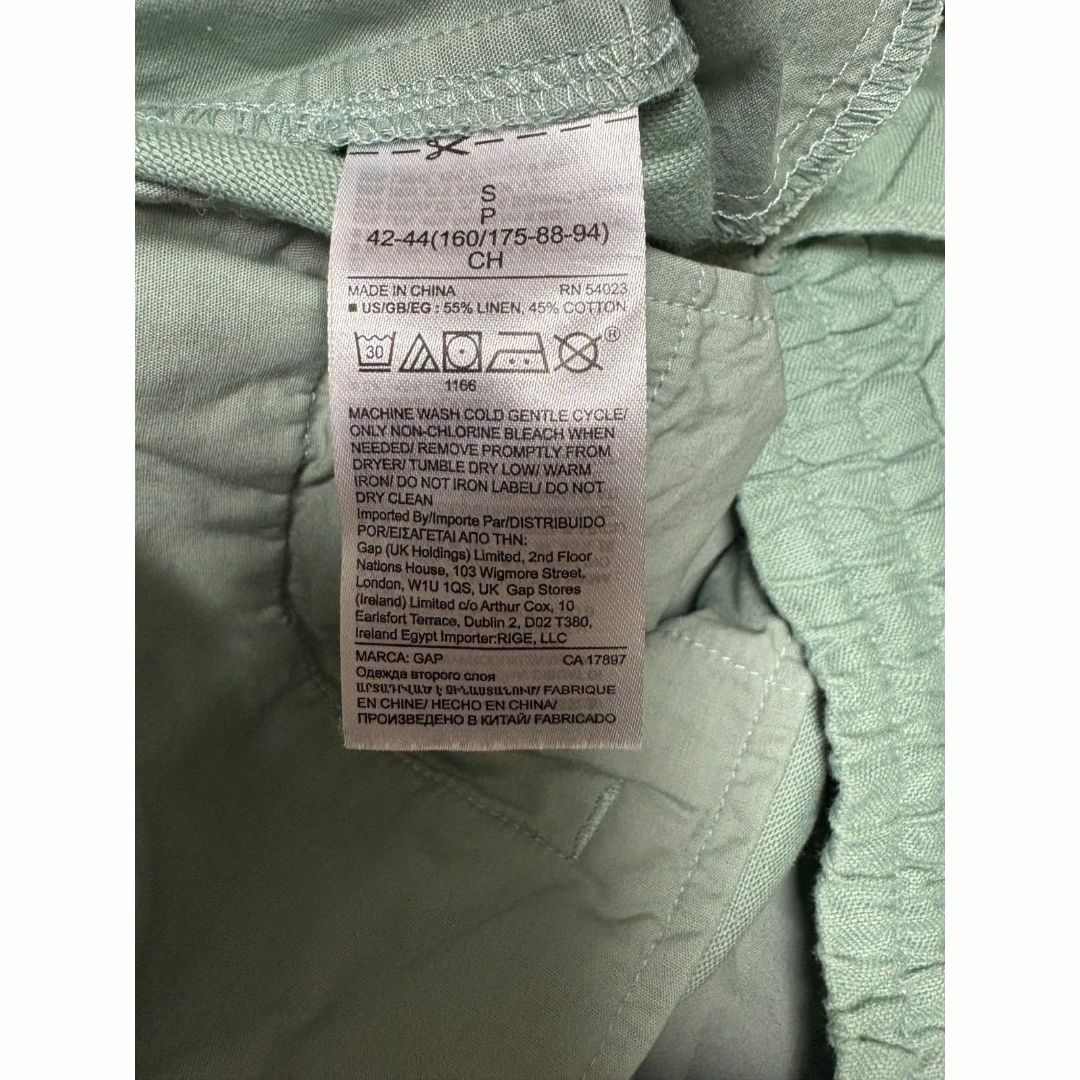 S
P
42-44(160/175-88-94)
CH
MADE IN CHINA RN 54023
US/GB/EG : 55% LINEN, 45% COTTON
30 ®
1166
MACHINE WASH COLD GENTLE CYCLE/
ONLY NON-CHLORINE BLEACH WHEN
NEEDED/ REMOVE PROMPTLY FROM
DRYER/ TUMBLE DRY LOW/ WARM
IRON/ DO NOT IRON LABEL/ DO NOT
DRY CLEAN
Imported By/Importe Par/DISTRIBUIDO
POR/ΕΙΣΑΓΕΤΑΙ ΑΠΟ ΤΗΝ:
Gap (UK Holdings) Limited, 2nd Floor
Nations House, 103 Wigmore Street,
London, W1U 1QS, UK Gap Stores
(Ireland) Limited c/o Arthur Cox, 10
Earlsfort Terrace, Dublin 2, D02 T380,
Ireland Egypt Importer:RIGE, LLC
MARCA: GAP CA 17897
Одежда второго слоя
ԱՐՏԱԴՐՎԱԾ Է ՉԻՆԱՍՏԱՆՈՒՄ/ FABRIQUE
EN CHINE/ HECHO EN CHINA/
ПРОИЗВЕДЕНО В КИТАЙ/ FABRICADO